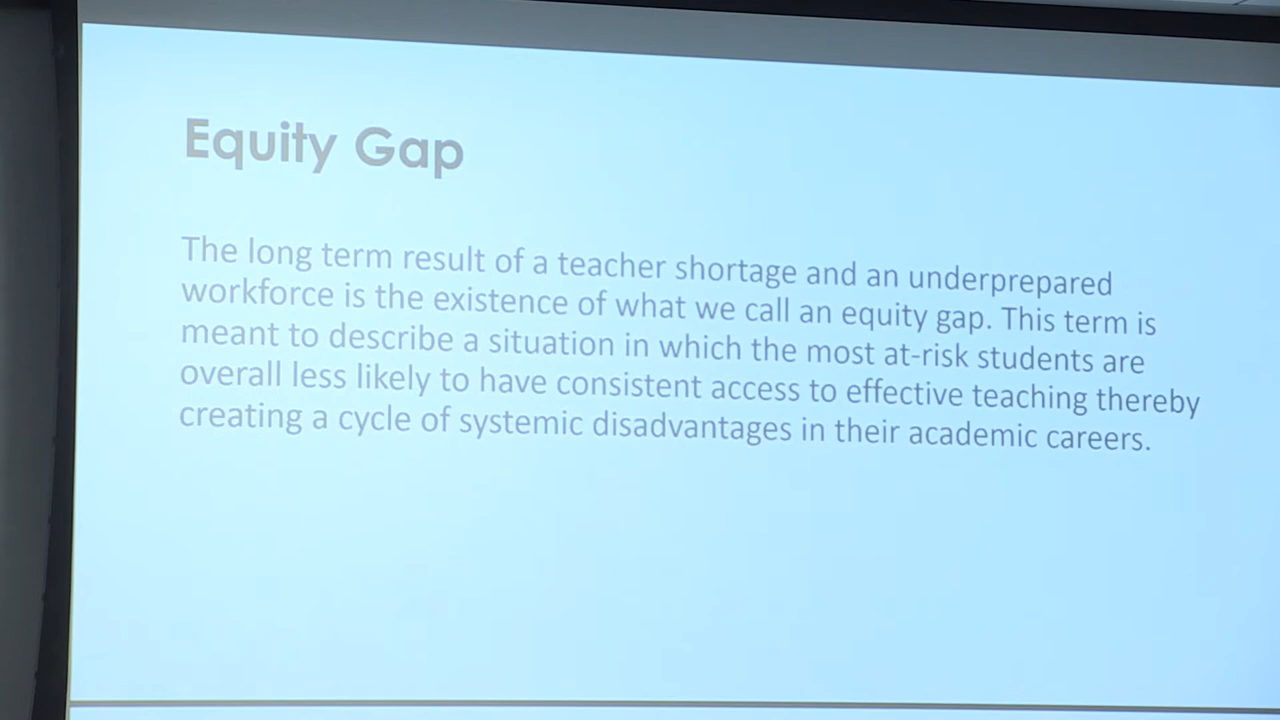 Equity Gap
The long term result of a teacher shortage and an underprepared
workforce is the existence of what we call an equity gap. This term is
meant to describe a situation in which the most at-risk students are
overall less likely to have consistent access to effective teaching thereby
creating a cycle of systemic disadvantages in their academic careers.